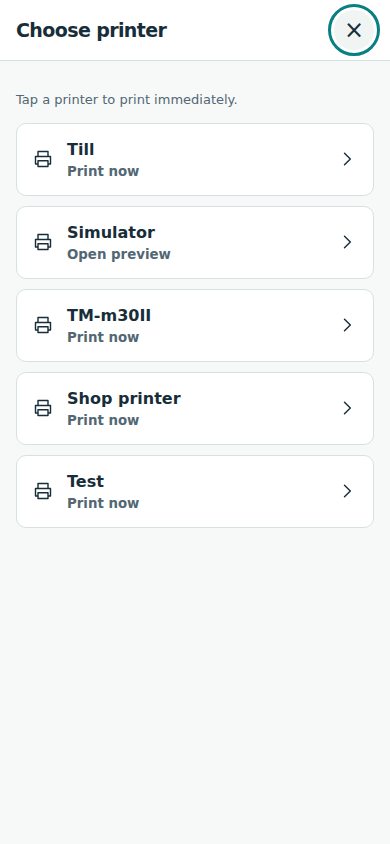 Choose printer
Tap a printer to print immediately.
Till
Print now
Simulator
Open preview
TM-m30II
Print now
Shop printer
Print now
Test
Print now